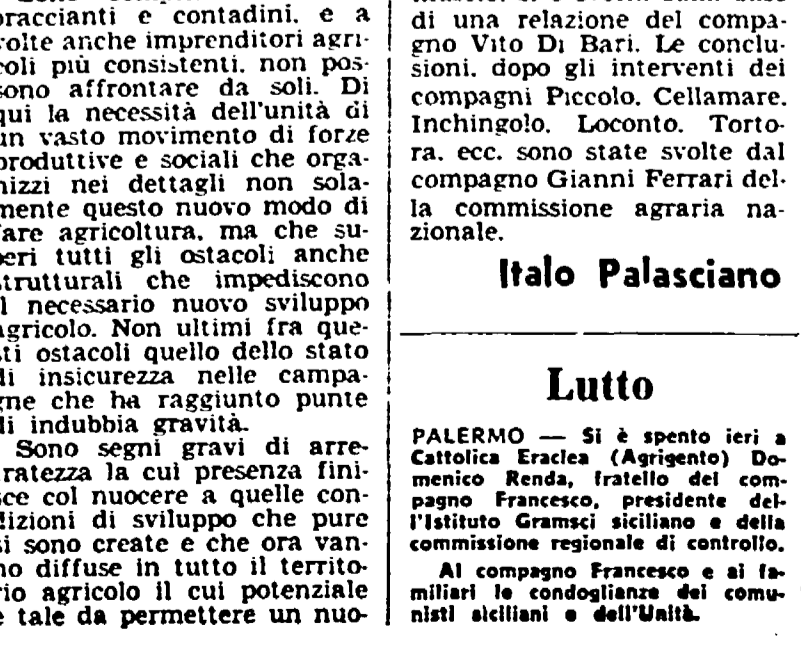 braccianti e contadini, e a
volte anche imprenditori agri-
coli più consistenti, non pos-
sono affrontare da soli. Di
qui la necessità dell'unità di
un vasto movimento di forze
produttive e sociali che orga-
nizzi nei dettagli non sola-
mente questo nuovo modo di
fare agricoltura, ma che su-
peri tutti gli ostacoli anche
strutturali che impediscono
il necessario nuovo sviluppo
agricolo. Non ultimi fra que-
sti ostacoli quello dello stato
di insicurezza nelle campa-
gne che ha raggiunto punte
di indubbia gravità.
Sono segni gravi di arre-
tratezza la cui presenza fini-
sce col nuocere a quelle con-
dizioni di sviluppo che pure
si sono create e che ora van-
no diffuse in tutto il territo-
rio agricolo il cui potenziale
è tale da permettere un nuo-
di una relazione del compa-
gno Vito Di Bari. Le conclu-
sioni, dopo gli interventi dei
compagni Piccolo, Cellamare,
Inchingolo, Loconto, Torto-
ra, ecc. sono state svolte dal
compagno Gianni Ferrari del-
la commissione agraria na-
zionale.
Italo Palasciano
Lutto
PALERMO — Si è spento ieri a
Cattolica Eraclea (Agrigento) Do-
menico Renda, fratello del com-
pagno Francesco, presidente del-
l'Istituto Gramsci siciliano e della
commissione regionale di controllo.
Al compagno Francesco e ai fa-
miliari le condoglianze dei comu-
nisti siciliani e dell'Unità.